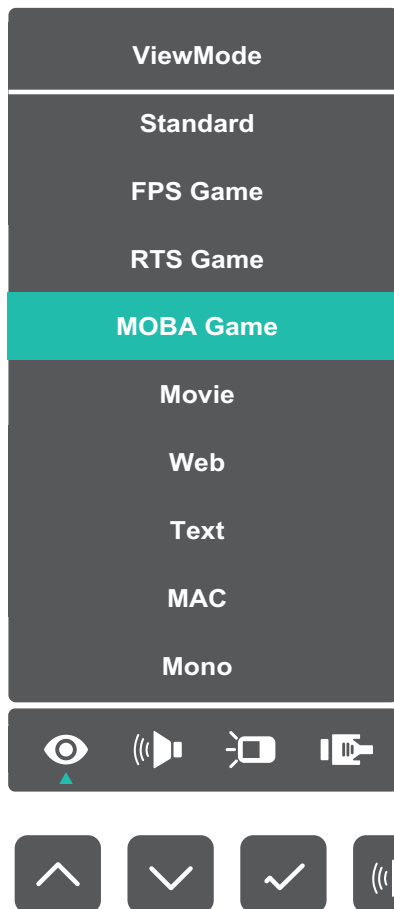 ViewMode
Standard
FPS Game
RTS Game
MOBA Game
Movie
Web
Text
MAC
Mono